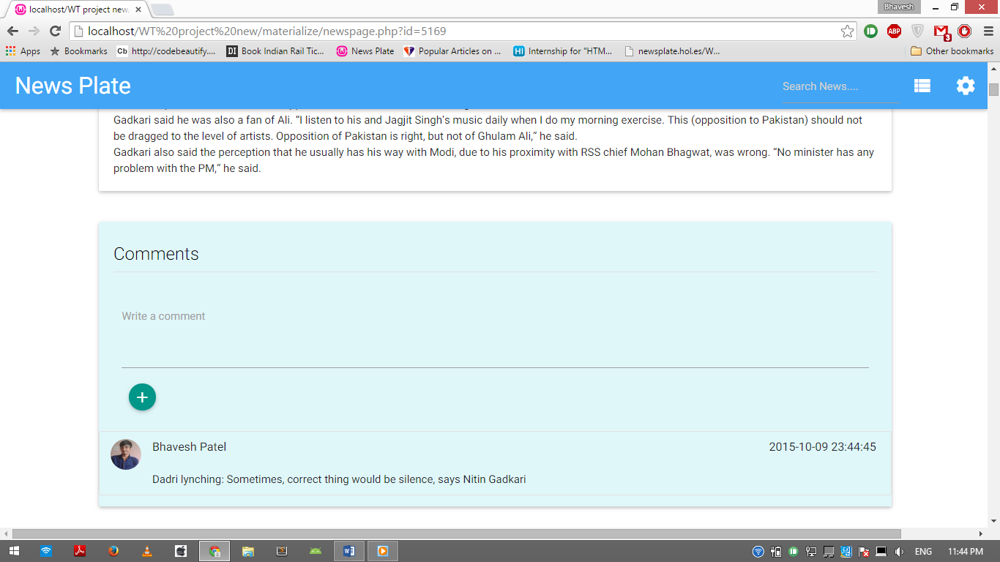 localhost/WT project new
Bhavesh
localhost/WT%20project%20new/materialize/newspage.php?id=5169
ABP
3
Apps
Bookmarks
Cb http://codebeautify....
DI Book Indian Rail Tic...
News Plate
Popular Articles on ...
HI Internship for "HTM...
newsplate.hol.es/W...
Other bookmarks
News Plate
Search News....
Gadkari said he was also a fan of Ali. “I listen to his and Jagjit Singh’s music daily when I do my morning exercise. This (opposition to Pakistan) should not
be dragged to the level of artists. Opposition of Pakistan is right, but not of Ghulam Ali,” he said.
Gadkari also said the perception that he usually has his way with Modi, due to his proximity with RSS chief Mohan Bhagwat, was wrong. “No minister has any
problem with the PM,” he said.
Comments
Write a comment
Bhavesh Patel
2015-10-09 23:44:45
Dadri lynching: Sometimes, correct thing would be silence, says Nitin Gadkari
ENG
11:44 PM